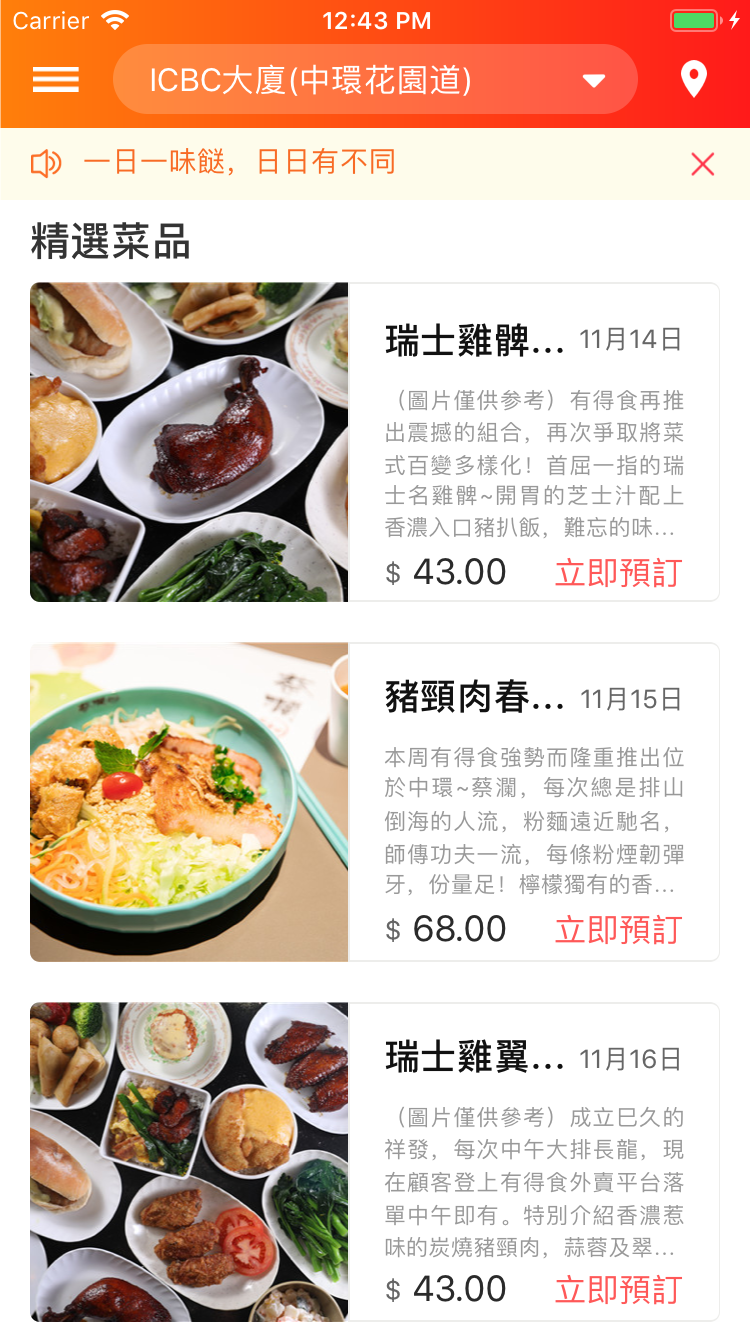 Carrier 12:43 PM
ICBC大廈(中環花園道)
一日一味餸，日日有不同
精選菜品
瑞士雞髀... 11月14日
（圖片僅供参考）有得食再推
出震撼的組合，再次爭取將菜
式百變多樣化！首屈一指的瑞
士名雞髀~開胃的芝士汁配上
香濃入口豬扒飯，難忘的味...
$ 43.00 立即預訂
豬頸肉春... 11月15日
本周有得食強勢而隆重推出位
於中環~蔡瀾，每次總是排山
倒海的人流，粉麵遠近馳名，
師傳功夫一流，每條粉煙韌彈
牙，份量足！檸檬獨有的香...
$ 68.00 立即預訂
瑞士雞翼... 11月16日
（圖片僅供參考）成立巳久的
祥發，每次中午大排長龍，現
在顧客登上有得食外賣平台落
單中午即有。特別介紹香濃惹
味的炭燒豬頸肉，蒜蓉及翠...
$ 43.00 立即預訂